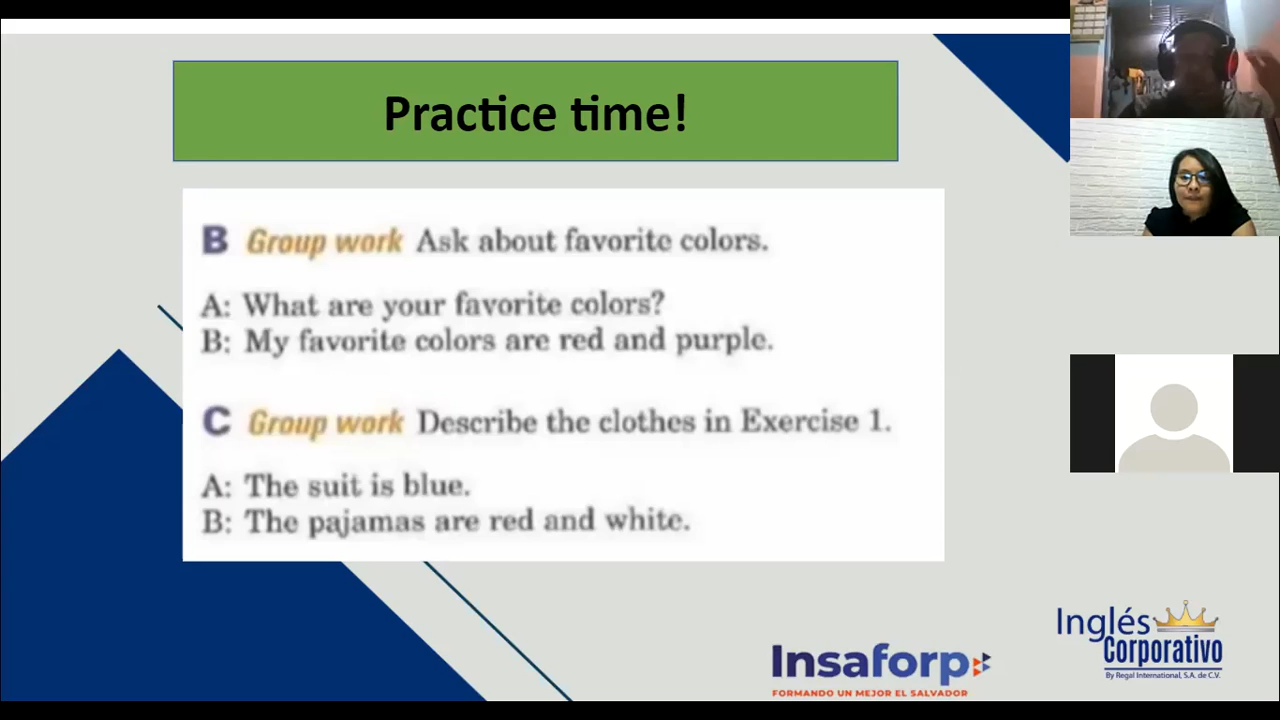 Practice time!
B Group work Ask about favorite colors.
A: What are your favorite colors?
B: My favorite colors are red and purple.
C Group work Describe the clothes in Exercise 1.
A: The suit is blue.
B: The pajamas are red and white.
Insaforp
FORMANDO UN MEJOR EL SALVADOR
Inglés
Corporativo
By Regal International, S.A. de C.V.